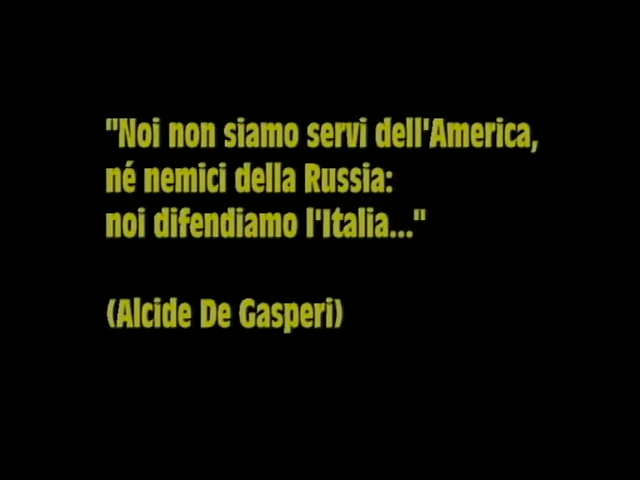 "Noi non siamo servi dell'America,
né nemici della Russia:
noi difendiamo l'Italia..."
(Alcide De Gasperi)